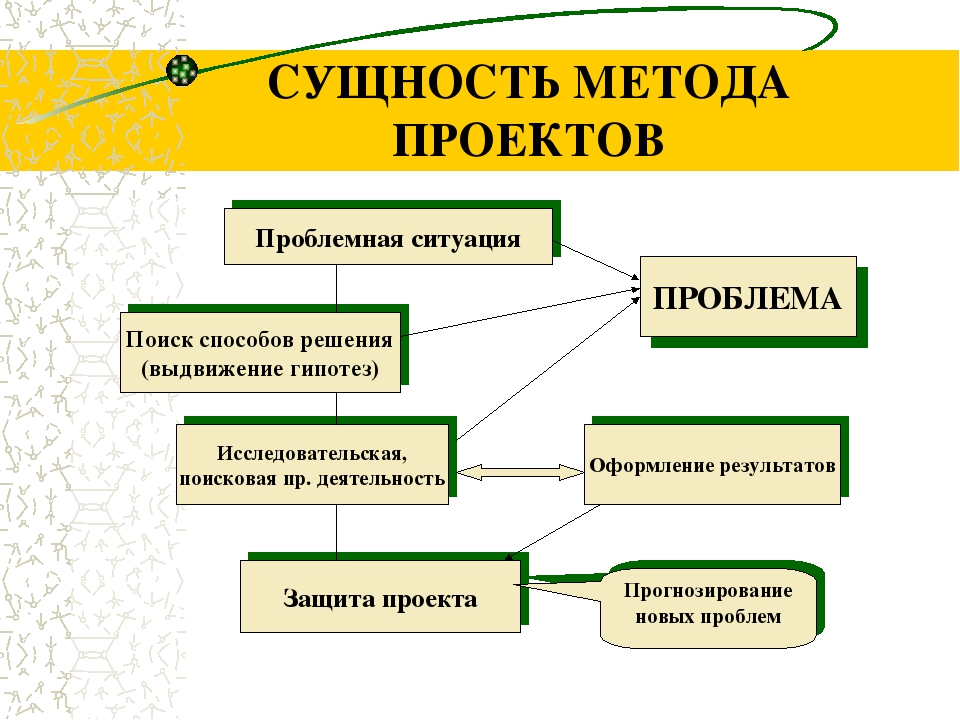 СУЩНОСТЬ МЕТОДА
ПРОЕКТОВ
Проблемная ситуация
ПРОБЛЕМА
Поиск способов решения
(выдвижение гипотез)
Исследовательская,
поисковая пр. деятельность
Оформление результатов
Защита проекта
Прогнозирование
новых проблем